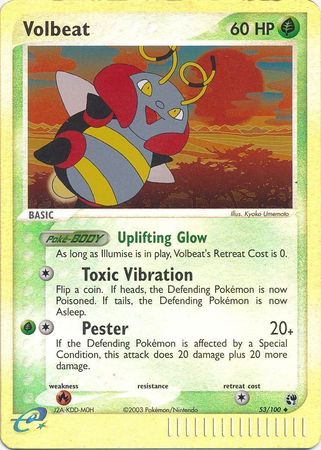 Volbeat 60 HP
BASIC
Illus. Kyoko Umemoto
Poké-BODY Uplifting Glow
As long as Illumise is in play, Volbeat's Retreat Cost is 0.
Toxic Vibration
Flip a coin. If heads, the Defending Pokémon is now
Poisoned. If tails, the Defending Pokémon is now
Asleep.
Pester 20+
If the Defending Pokémon is affected by a Special
Condition, this attack does 20 damage plus 20 more
damage.
weakness resistance retreat cost
J2A-KDD-M0H ©2003 Pokémon/Nintendo 53/100
e